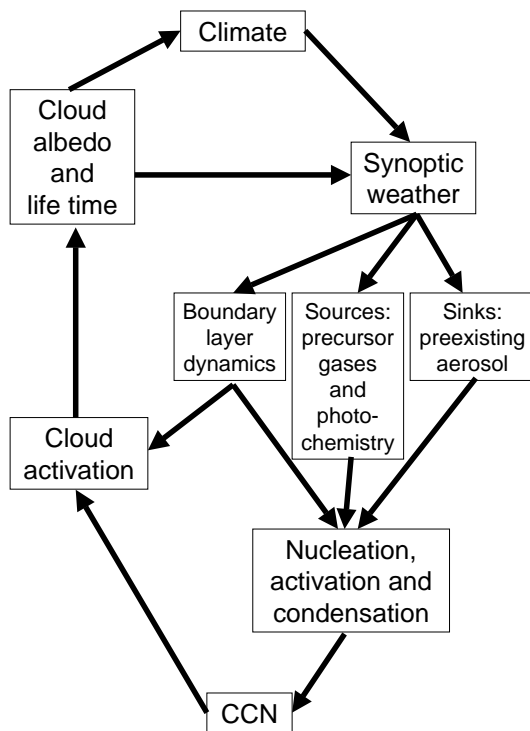 Climate
Cloud
albedo
and
life time
Synoptic
weather
Boundary
layer
dynamics
Sources:
precursor
gases
and
photo-
chemistry
Sinks:
preexisting
aerosol
Cloud
activation
Nucleation,
activation and
condensation
CCN